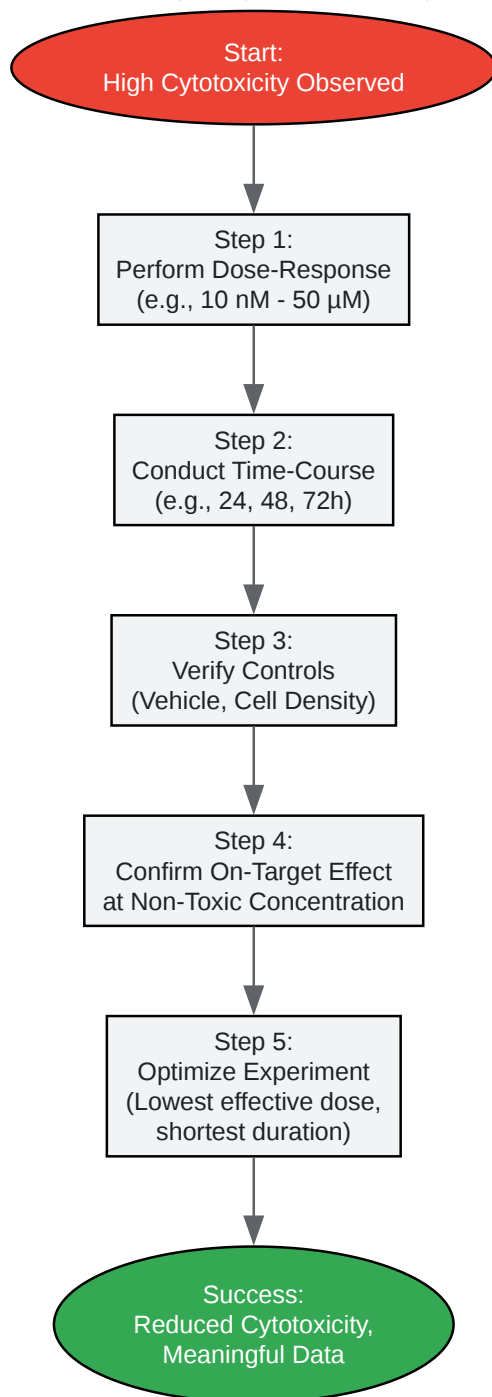 Start:
High Cytotoxicity Observed
Step 1:
Perform Dose-Response
(e.g., 10 nM - 50 µM)
Step 2:
Conduct Time-Course
(e.g., 24, 48, 72h)
Step 3:
Verify Controls
(Vehicle, Cell Density)
Step 4:
Confirm On-Target Effect
at Non-Toxic Concentration
Step 5:
Optimize Experiment
(Lowest effective dose,
shortest duration)
Success:
Reduced Cytotoxicity,
Meaningful Data